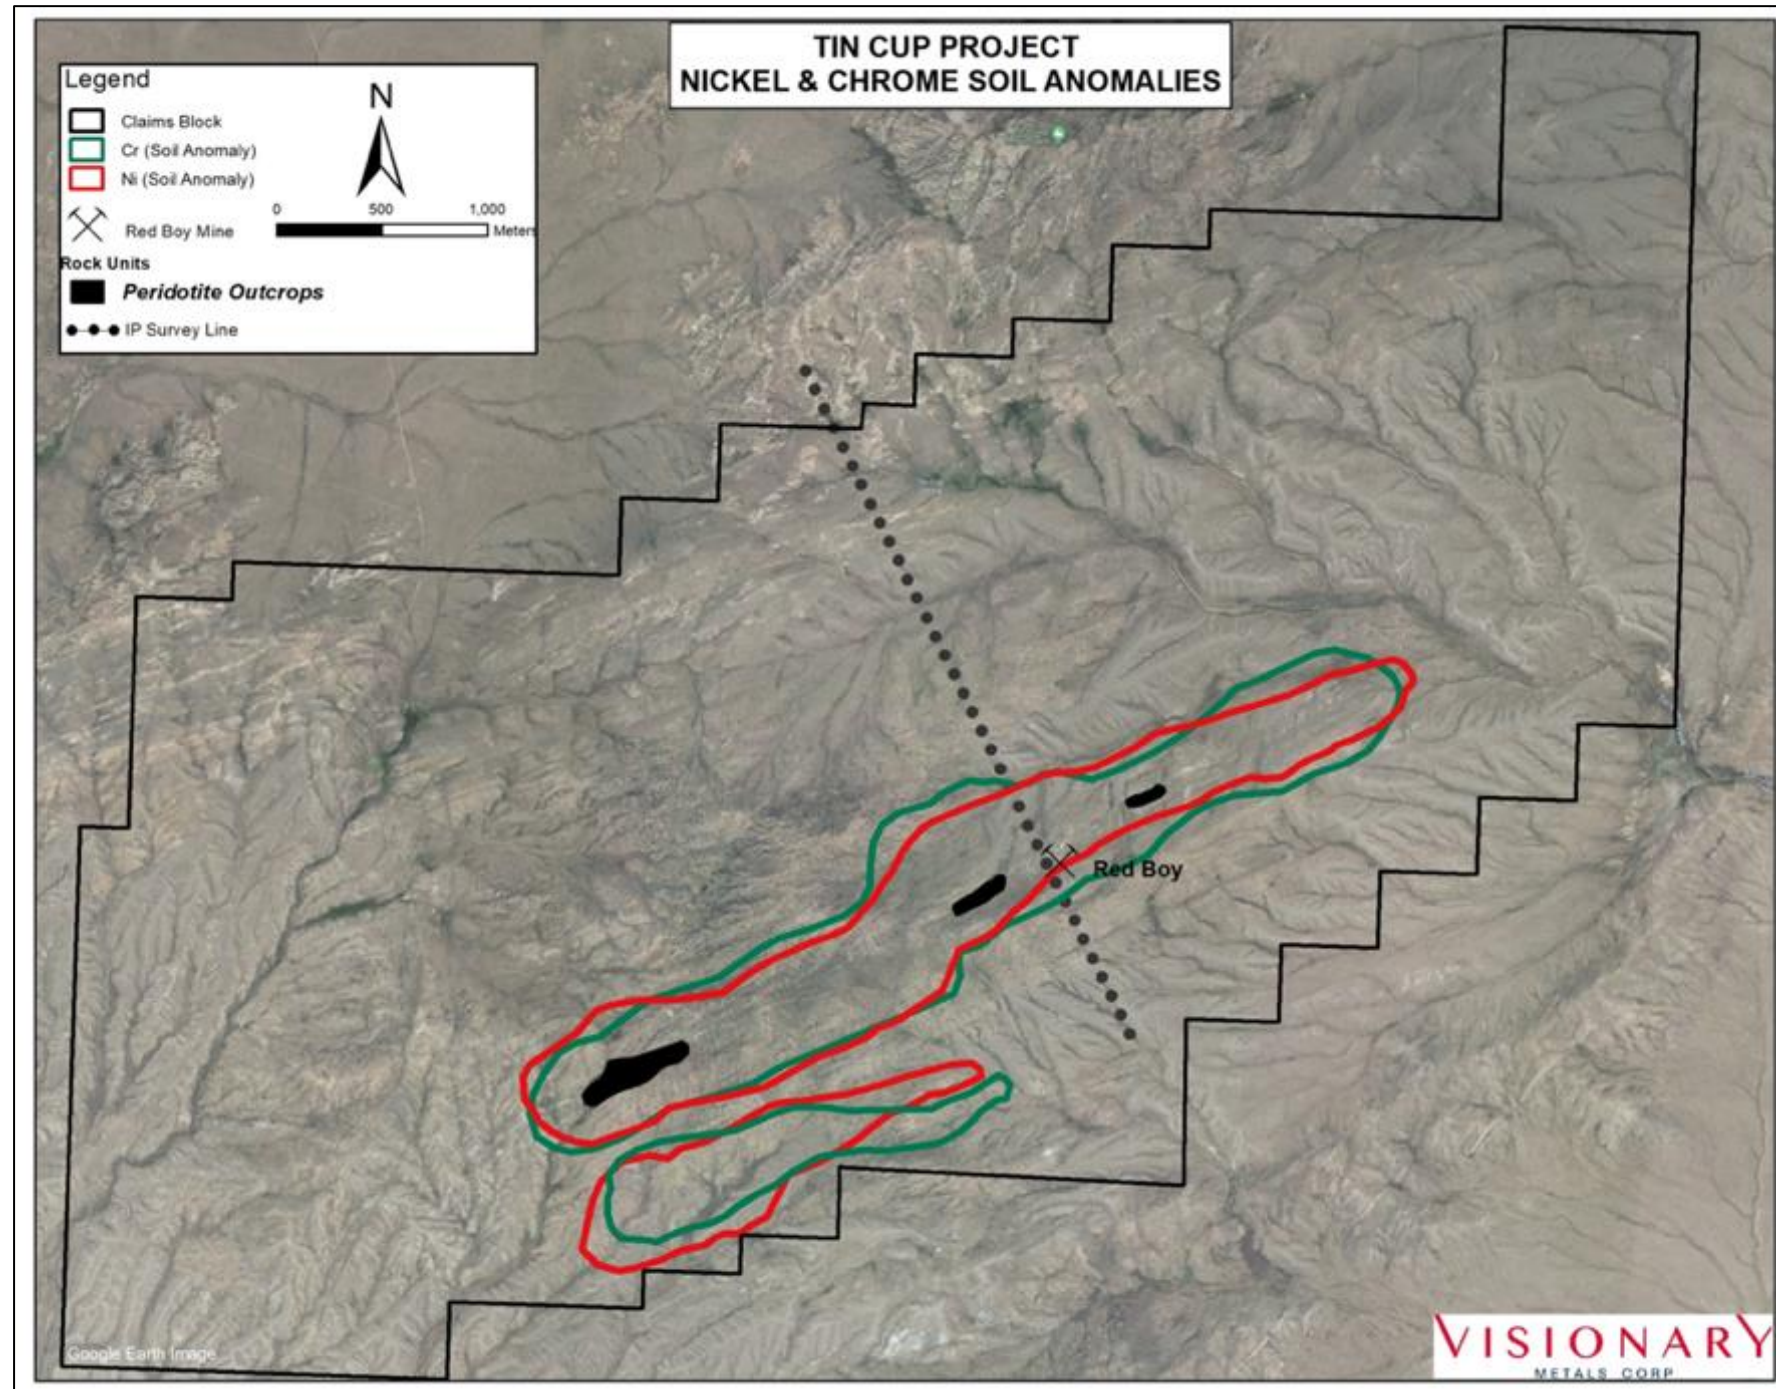 TIN CUP PROJECT
NICKEL & CHROME SOIL ANOMALIES
Legend
Claims Block
Cr (Soil Anomaly)
Ni (Soil Anomaly)
Red Boy Mine
N
0 500 1,000
Meters
Rock Units
Peridotite Outcrops
IP Survey Line
Red Boy
Google Earth Image
VISIONARY
METALS CORP